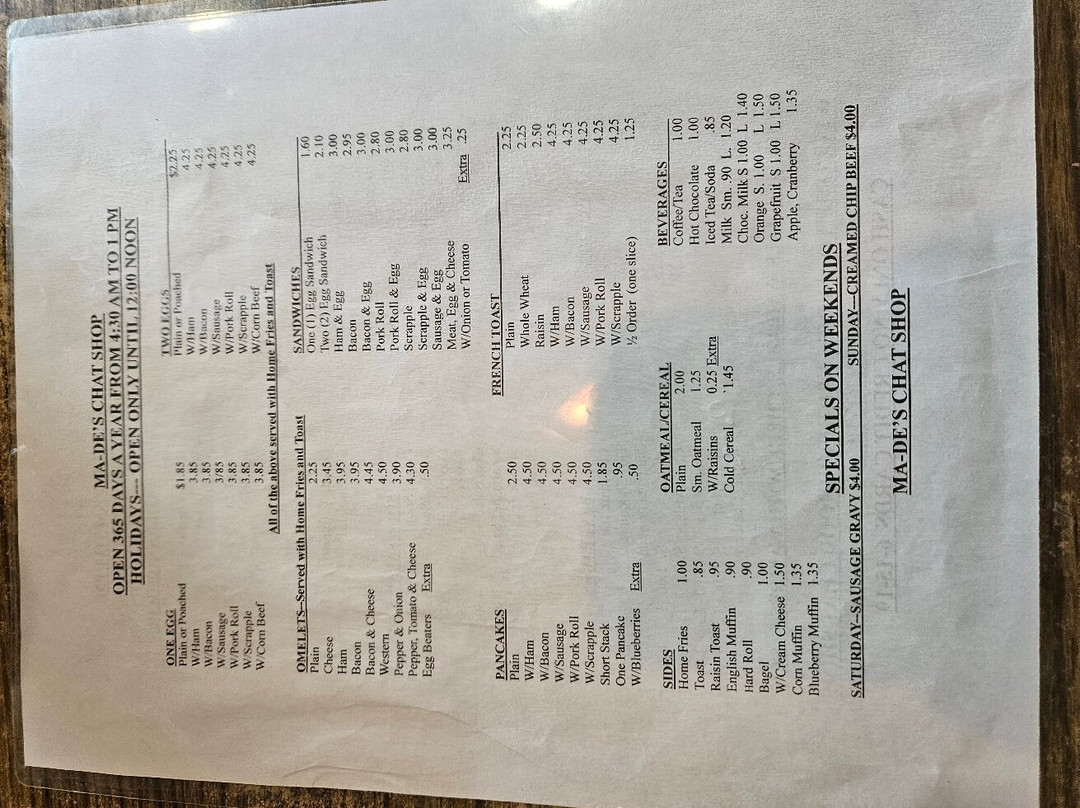 MA-DE'S CHAT SHOP
OPEN 365 DAYS A YEAR FROM 4:30 AM TO 1 PM
HOLIDAYS--- OPEN ONLY UNTIL 12:00 NOON
ONE EGG
Plain or Poached $1.85
W/Ham 3.85
W/Bacon 3.85
W/Sausage 3/85
W/Pork Roll 3.85
W/Scrapple 3.85
W/Corn Beef 3.85
TWO EGGS
Plain or Poached $2.25
W/Ham 4.25
W/Bacon 4.25
W/Sausage 4.25
W/Pork Roll 4.25
W/Scrapple 4.25
W/Corn Beef 4.25
All of the above served with Home Fries and Toast
OMELETS--Served with Home Fries and Toast
Plain 2.25
Cheese 3.45
Ham 3.95
Bacon 3.95
Bacon & Cheese 4.45
Western 4.50
Pepper & Onion 3.90
Pepper, Tomato & Cheese 4.30
Egg Beaters Extra .50
SANDWICHES
One (1) Egg Sandwich 1.60
Two (2) Egg Sandwich 2.10
Ham & Egg 3.00
Bacon 2.95
Bacon & Egg 3.00
Pork Roll 2.80
Pork Roll & Egg 3.00
Scrapple & Egg 2.80
Scrapple & Egg 3.00
Sausage & Egg 3.00
Meat, Egg & Cheese 3.25
W/Onion or Tomato Extra .25
PANCAKES
Plain 2.50
W/Ham 4.50
W/Bacon 4.50
W/Sausage 4.50
W/Pork Roll 4.50
W/Scrapple 4.50
Short Stack 1.85
One Pancake .95
W/Blueberries Extra .50
FRENCH TOAST
Plain 2.25
Whole Wheat 2.25
Raisin 2.50
W/Ham 4.25
W/Bacon 4.25
W/Sausage 4.25
W/Pork Roll 4.25
W/Scrapple 4.25
½ Order (one slice) 1.25
SIDES
Home Fries 1.00
Toast .85
Raisin Toast .95
English Muffin .90
Hard Roll .90
Bagel 1.00
W/Cream Cheese 1.50
Corn Muffin 1.35
Blueberry Muffin 1.35
OATMEAL/CEREAL
Plain 2.00
Sm. Oatmeal 1.25
W/Raisins 0.25 Extra
Cold Cereal 1.45
BEVERAGES
Coffee/Tea 1.00
Hot Chocolate 1.00
Iced Tea/Soda .85
Milk Sm. .90 L. 1.20
Choc. Milk S 1.00 L 1.40
Orange S. 1.00 L 1.50
Grapefruit S 1.00 L 1.50
Apple, Cranberry 1.35
SPECIALS ON WEEKENDS
SATURDAY--SAUSAGE GRAVY $4.00 SUNDAY---CREAMED CHIP BEEF $4.00
MA-DE'S CHAT SHOP